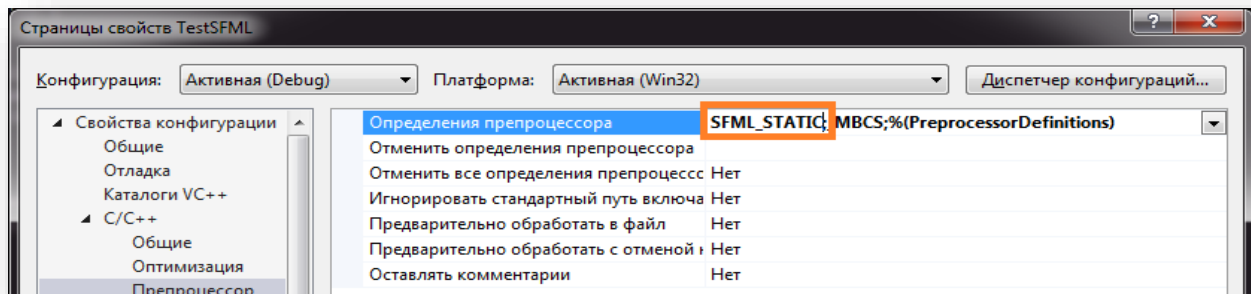 Страницы свойств TestSFML
? x
Конфигурация: Активная (Debug) Платформа: Активная (Win32) Диспетчер конфигураций...
Свойства конфигурации
Общие
Отладка
Каталоги VC++
C/C++
Общие
Оптимизация
Препроцессор
Определения препроцессора SFML_STATIC;_MBCS;%(PreprocessorDefinitions)
Отменить определения препроцессора
Отменить все определения препроцессс Нет
Игнорировать стандартный путь включа Нет
Предварительно обработать в файл Нет
Предварительно обработать с отменой Нет
Оставлять комментарии Нет